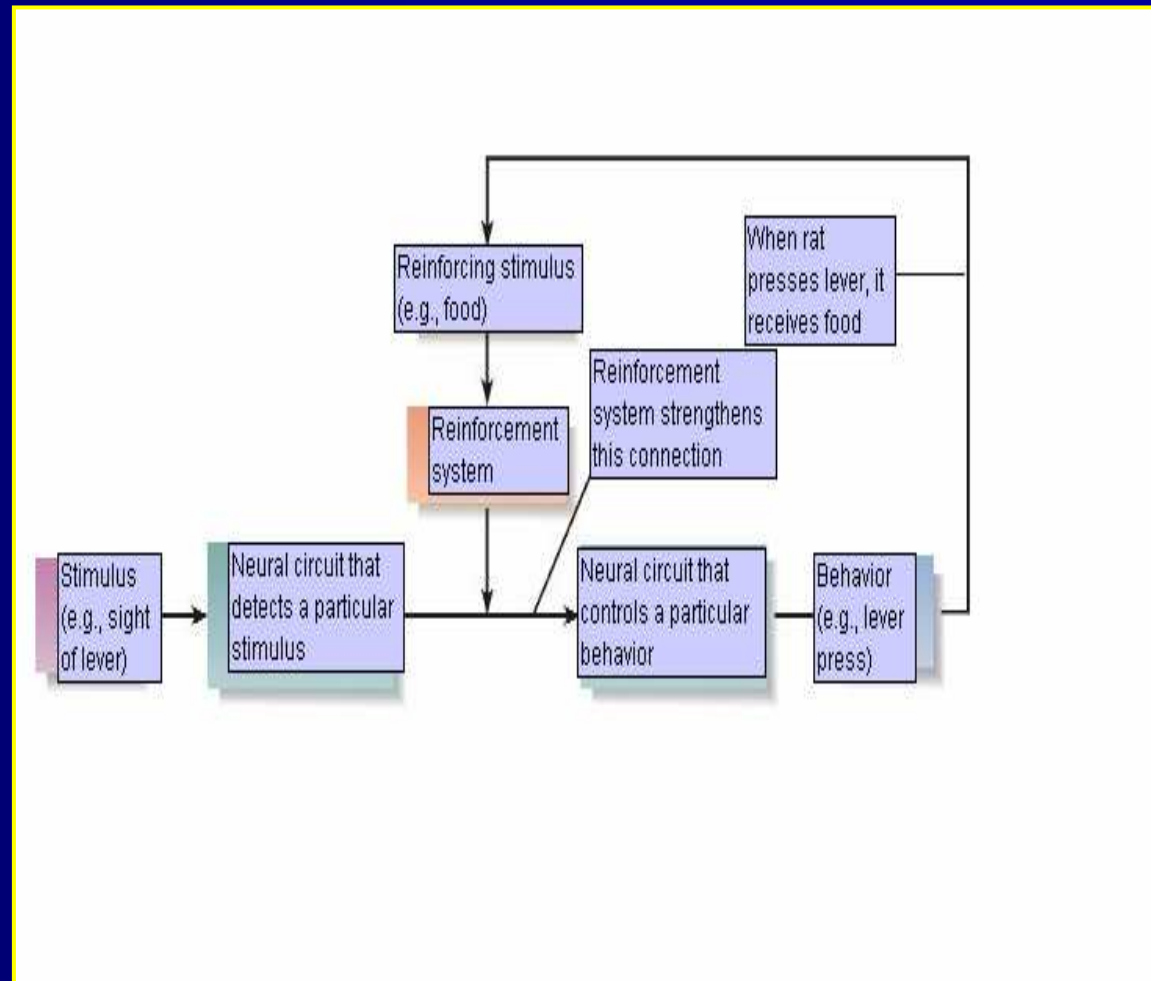 Reinforcing stimulus
(e.g., food)
When rat
presses lever, it
receives food
Reinforcement
system strengthens
this connection
Reinforcement
system
Stimulus
(e.g., sight
of lever)
Neural circuit that
detects a particular
stimulus
Neural circuit that
controls a particular
behavior
Behavior
(e.g., lever
press)